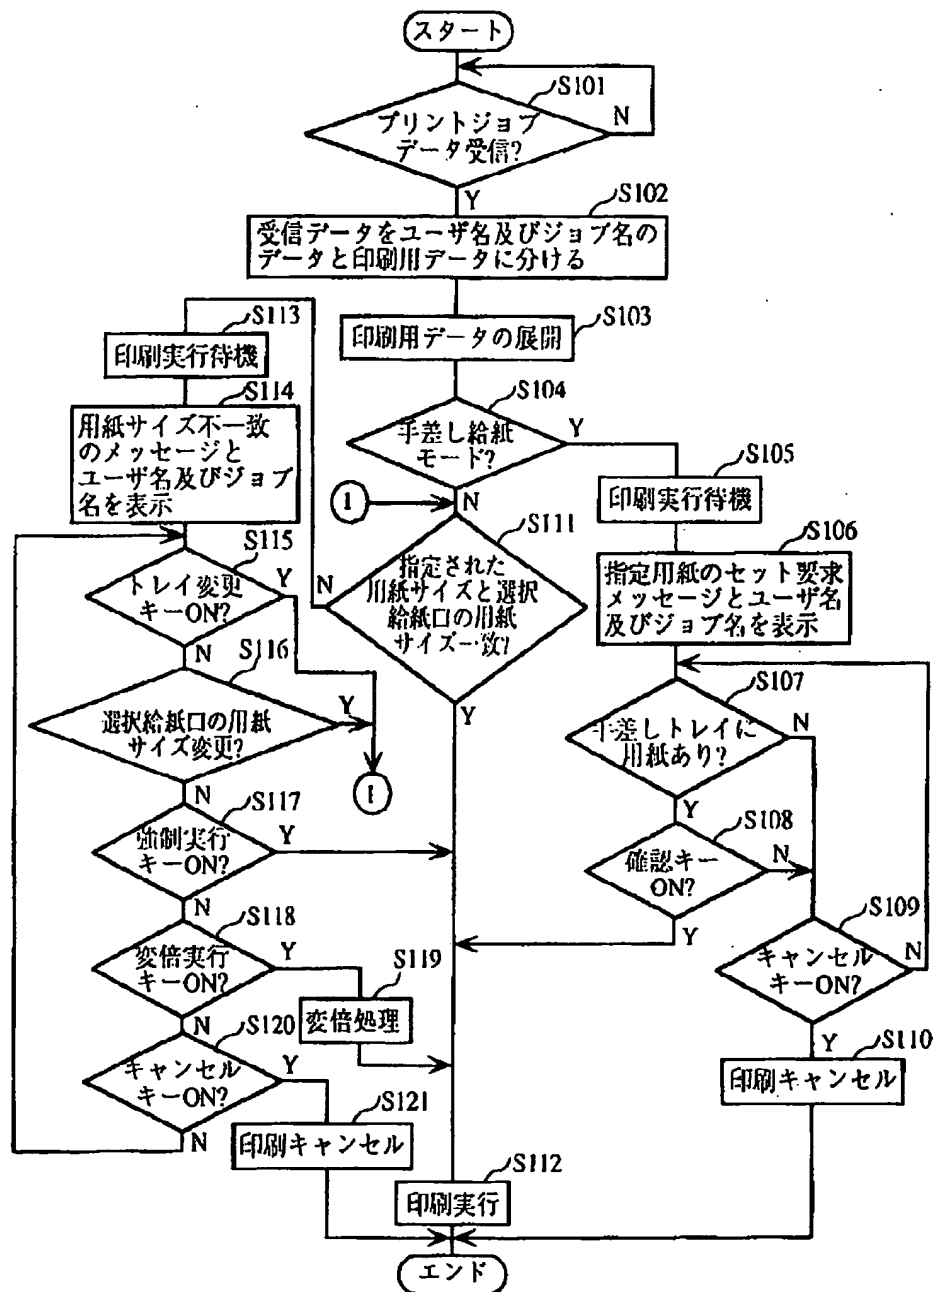 スタート
S101
プリントジョブ
データ受信?
N
Y
S102
受信データをユーザ名及びジョブ名の
データと印刷用データに分ける
S103
印刷用データの展開
S104
手差し給紙
モード?
Y
N
1
S105
印刷実行待機
S106
指定用紙のセット要求
メッセージとユーザ名
及びジョブ名を表示
S107
手差しトレイに
用紙あり?
N
Y
S108
確認キー
ON?
N
Y
S109
キャンセル
キーON?
N
Y
S110
印刷キャンセル
S111
指定された
用紙サイズと選択
給紙口の用紙
サイズ一致?
N
Y
S113
印刷実行待機
S114
用紙サイズ不一致
のメッセージと
ユーザ名及びジョブ
名を表示
S115
トレイ変更
キーON?
Y
N
S116
選択給紙口の用紙
サイズ変更?
Y
N
1
S117
強制実行
キーON?
Y
N
S118
変倍実行
キーON?
Y
N
S119
変倍処理
S120
キャンセル
キーON?
Y
N
S121
印刷キャンセル
S112
印刷実行
エンド